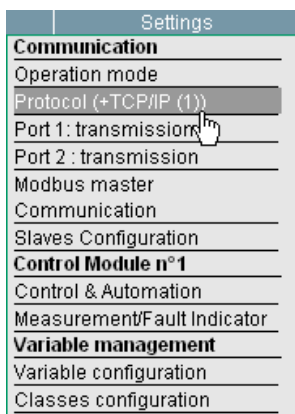 Settings
Communication
Operation mode
Protocol (+TCP/IP (1))
Port 1: transmission
Port 2 : transmission
Modbus master
Communication
Slaves Configuration
Control Module n°1
Control & Automation
Measurement/Fault Indicator
Variable management
Variable configuration
Classes configuration